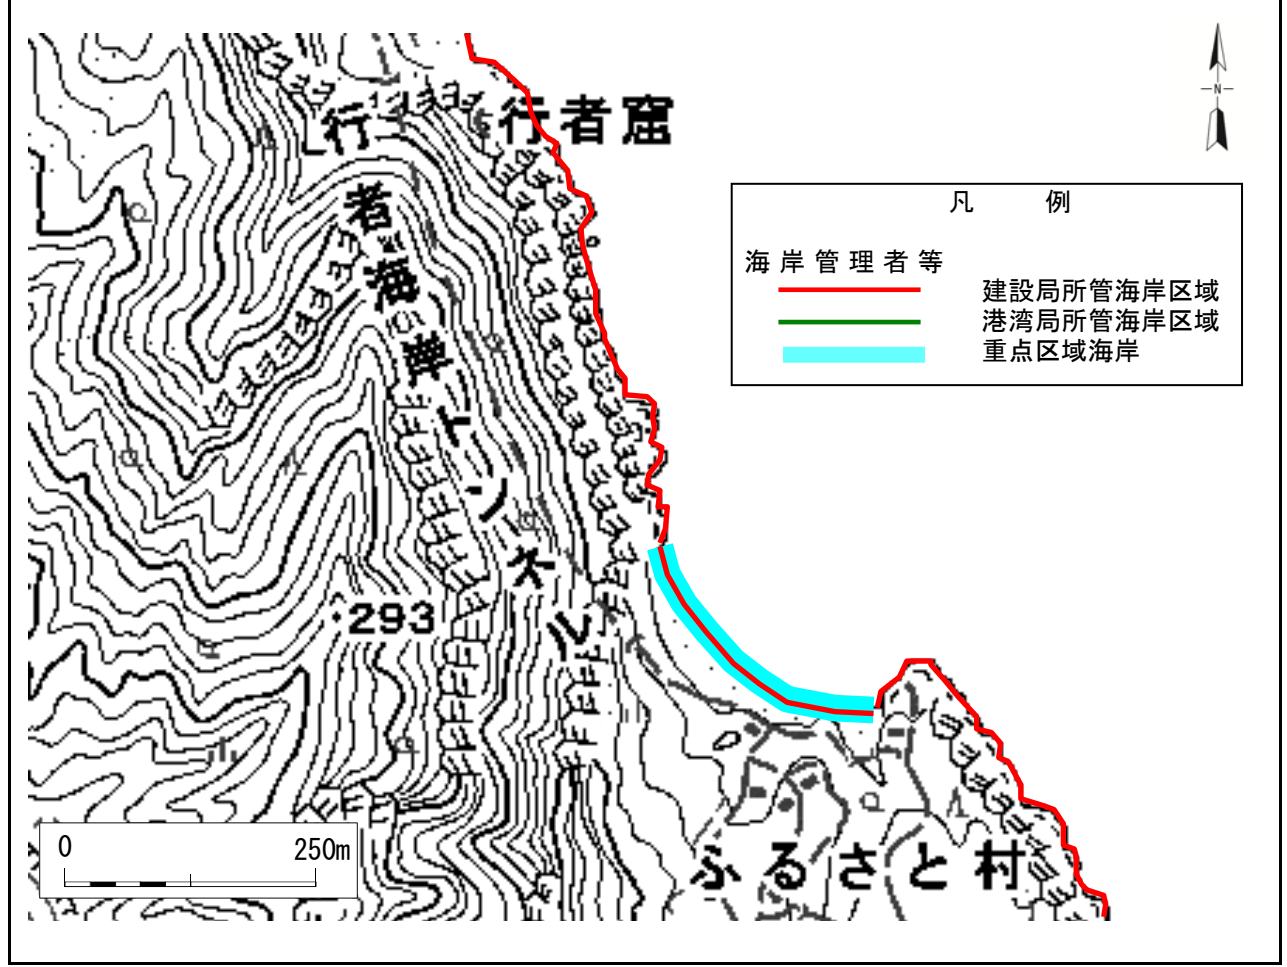 N
行者窟
行者海岸トンネル
凡　例
海岸管理者等
建設局所管海岸区域
港湾局所管海岸区域
重点区域海岸
・293
ふるさと村
0 250m